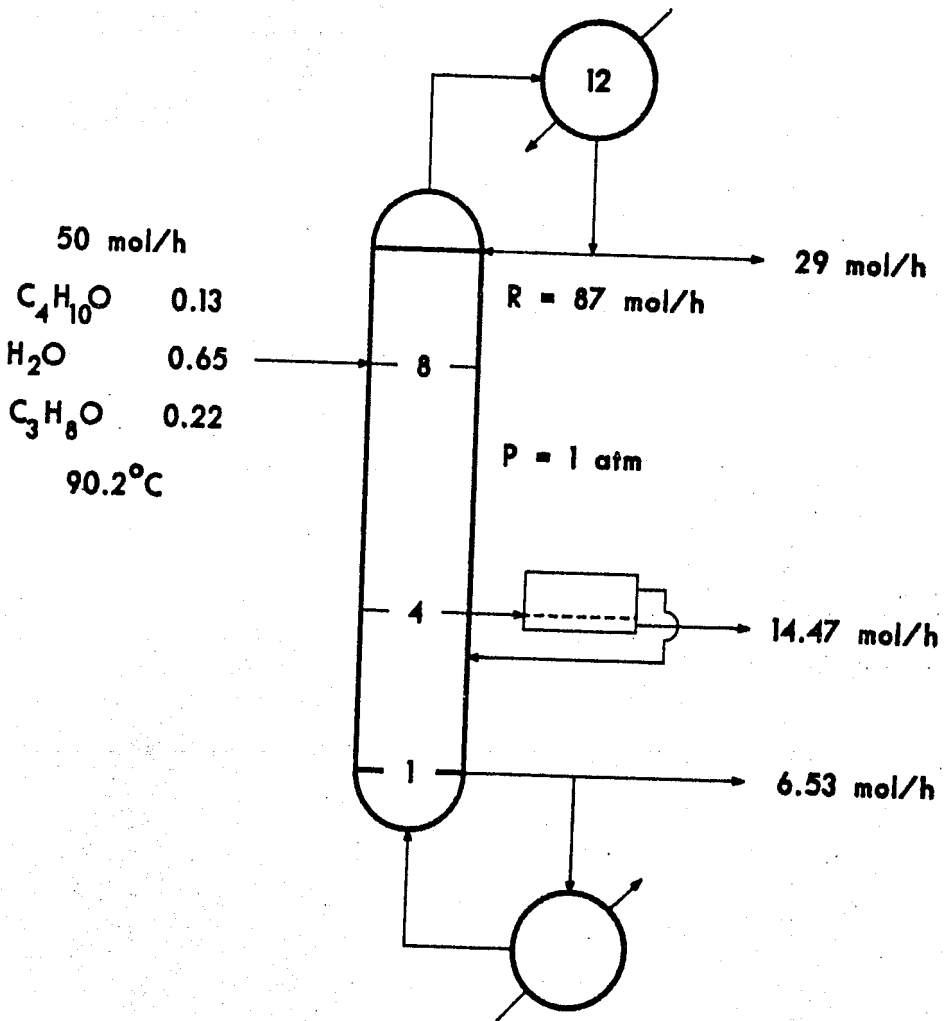 12
50 mol/h
C₄H₁₀O 0.13
H₂O 0.65
C₃H₈O 0.22
90.2°C
29 mol/h
R = 87 mol/h
8
P = 1 atm
4
14.47 mol/h
1
6.53 mol/h